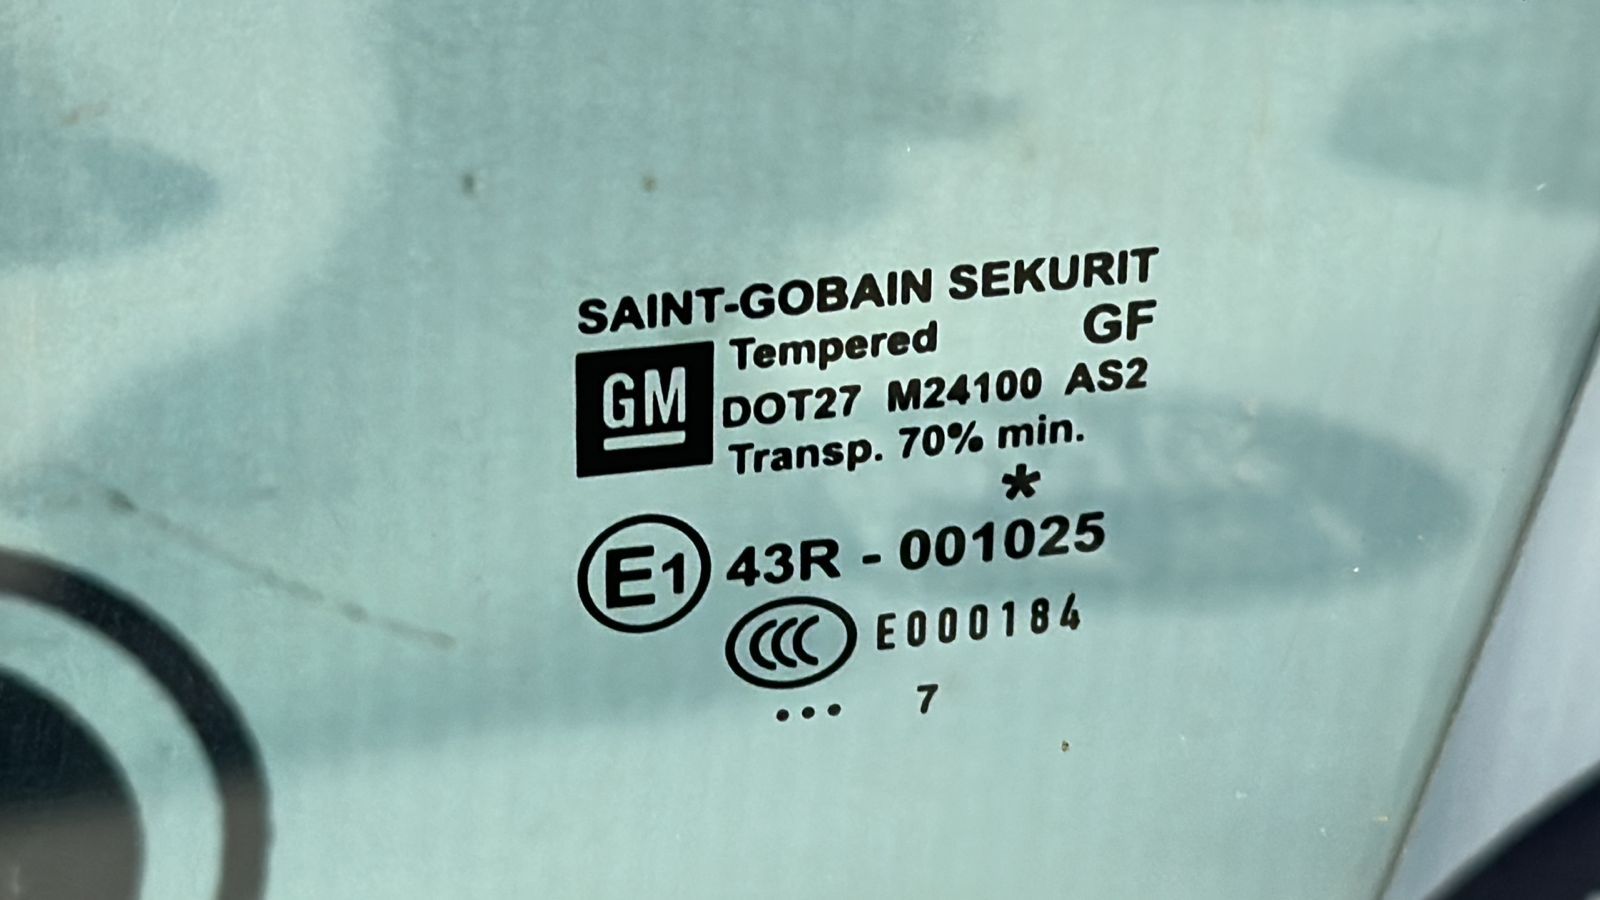 SAINT-GOBAIN SEKURIT
Tempered GF
GM
DOT27 M24100 AS2
Transp. 70% min.
*
E1 43R - 001025
CCC E000184
... 7